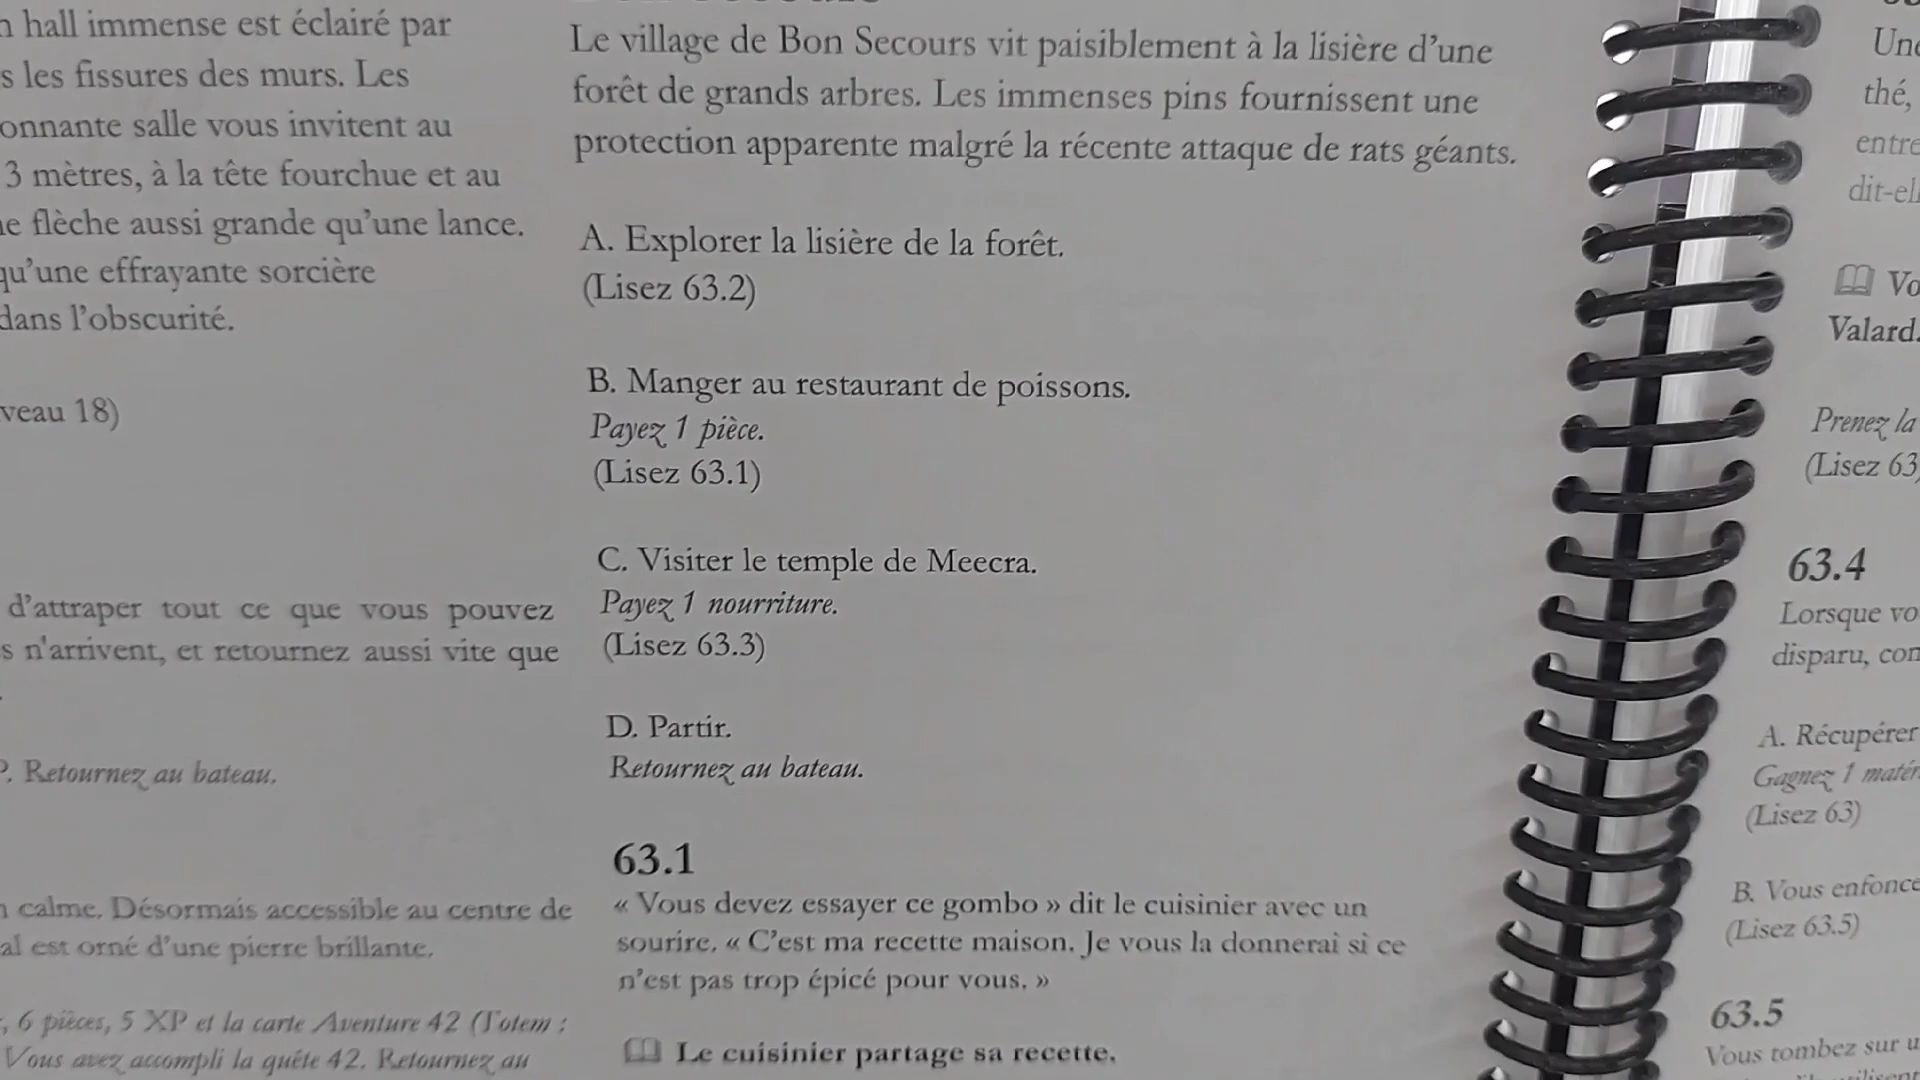 hall immense est éclairé par
s les fissures des murs. Les
onnante salle vous invitent au
3 mètres, à la tête fourchue et au
flèche aussi grande qu'une lance.
qu'une effrayante sorcière
dans l'obscurité.
veau 18)
d'attraper tout ce que vous pouvez
s n'arrivent, et retournez aussi vite que
P. Retournez au bateau.
calme. Désormais accessible au centre de
al est orné d'une pierre brillante.
, 6 pièces, 5 XP et la carte Aventure 42 (Totem :
Vous avez accompli la quête 42. Retournez au
Le village de Bon Secours vit paisiblement à la lisière d'une
forêt de grands arbres. Les immenses pins fournissent une
protection apparente malgré la récente attaque de rats géants.
A. Explorer la lisière de la forêt.
(Lisez 63.2)
B. Manger au restaurant de poissons.
Payez 1 pièce.
(Lisez 63.1)
C. Visiter le temple de Meecra.
Payez 1 nourriture.
(Lisez 63.3)
D. Partir.
Retournez au bateau.
63.1
« Vous devez essayer ce gombo » dit le cuisinier avec un
sourire. « C'est ma recette maison. Je vous la donnerai si ce
n'est pas trop épicé pour vous. »
Le cuisinier partage sa recette.
thé,
entre
Vo
Valard.
Prenez la
(Lisez 63
63.4
Lorsque vo
disparu, con
A. Récupérer
Gagnez 1 matér
(Lisez 63)
B. Vous enfonce
(Lisez 63.5)
63.5
Vous tombez sur u